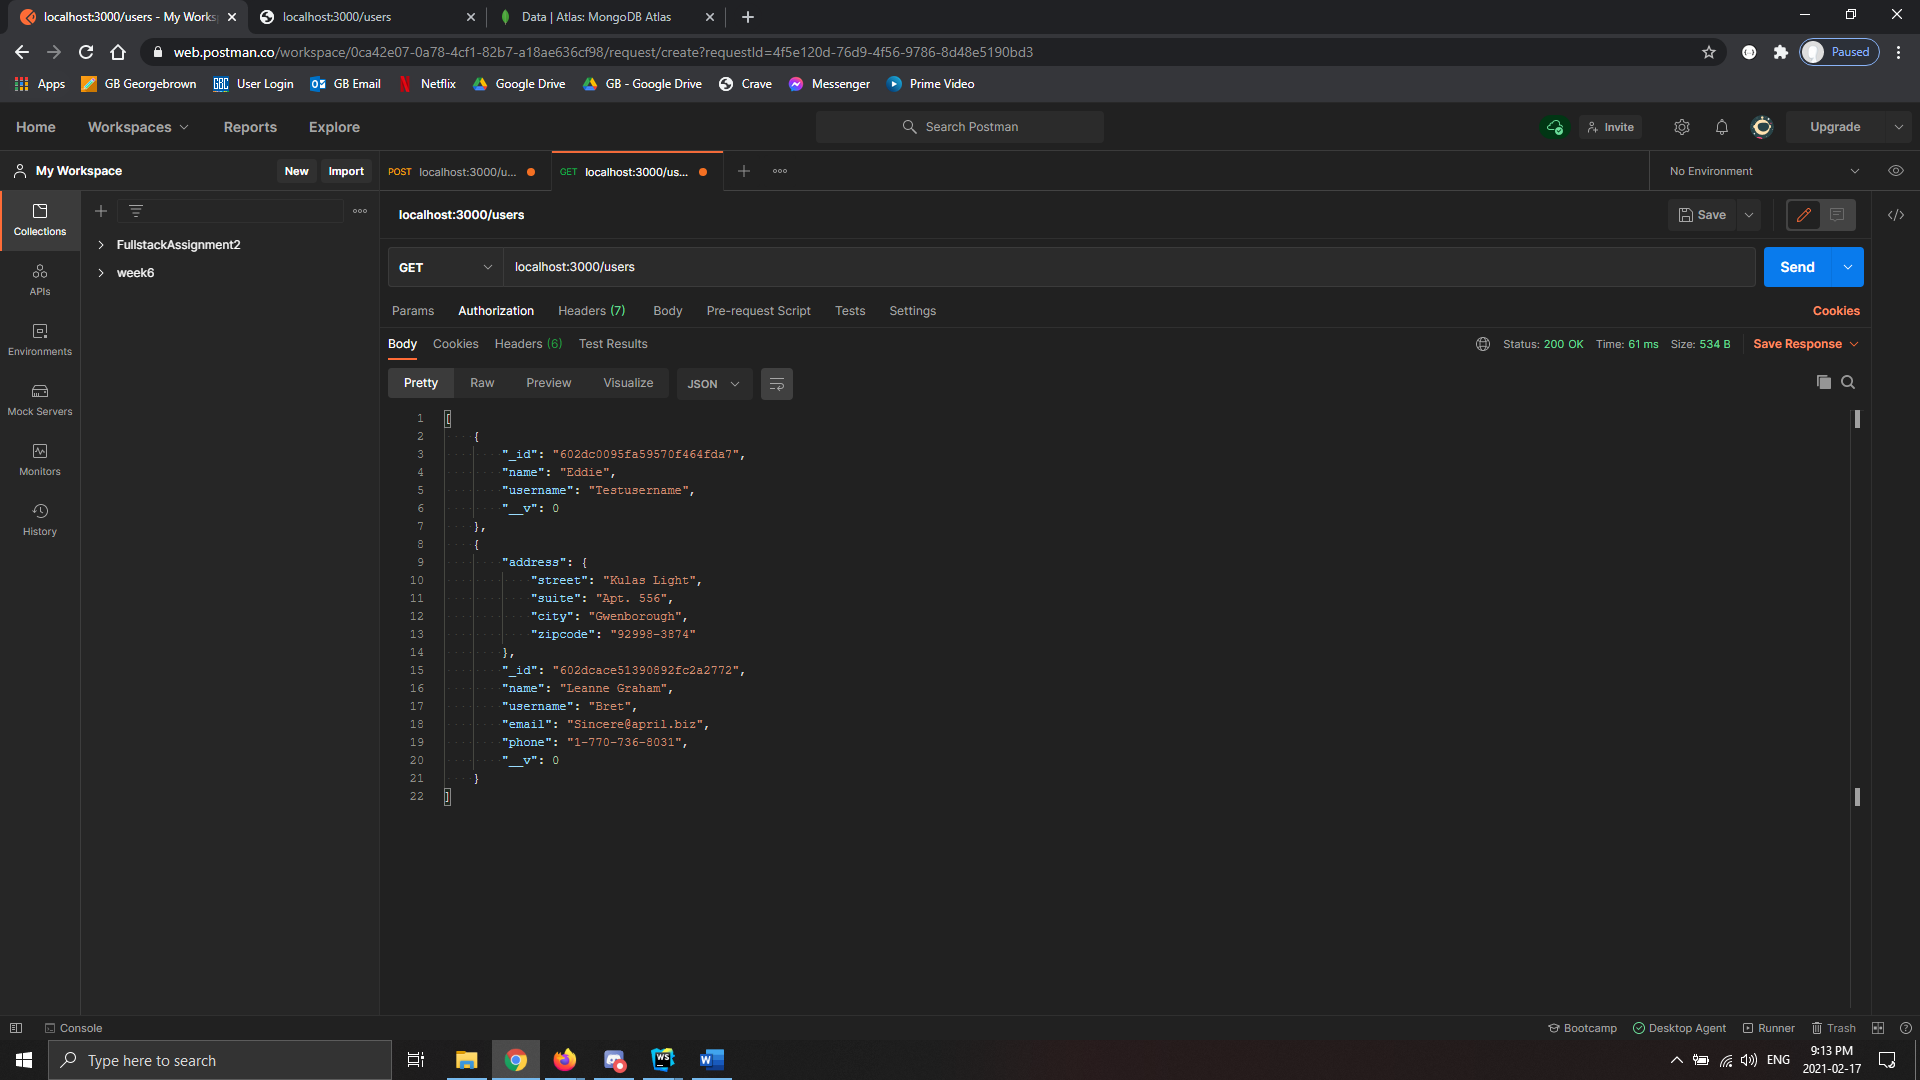 localhost:3000/users - My Works
localhost:3000/users
Data | Atlas: MongoDB Atlas
web.postman.co/workspace/0ca42e07-0a78-4cf1-82b7-a18ae636cf98/request/create?requestId=4f5e120d-76d9-4f56-9786-8d48e5190bd3
Paused
Apps
GB Georgebrown
GBC User Login
GB Email
Netflix
Google Drive
GB - Google Drive
Crave
Messenger
Prime Video
Home
Workspaces
Reports
Explore
Search Postman
Invite
Upgrade
My Workspace
New
Import
POST localhost:3000/u...
GET localhost:3000/us...
No Environment
Collections
APIs
Environments
Mock Servers
Monitors
History
FullstackAssignment2
week6
localhost:3000/users
Save
GET
localhost:3000/users
Send
Params
Authorization
Headers (7)
Body
Pre-request Script
Tests
Settings
Cookies
Body
Cookies
Headers (6)
Test Results
Status: 200 OK
Time: 61 ms
Size: 534 B
Save Response
Pretty
Raw
Preview
Visualize
JSON
1 [
2 {
3 "_id": "602dc0095fa59570f464fda7",
4 "name": "Eddie",
5 "username": "Testusername",
6 "__v": 0
7 },
8 {
9 "address": {
10 "street": "Kulas Light",
11 "suite": "Apt. 556",
12 "city": "Gwenborough",
13 "zipcode": "92998-3874"
14 },
15 "_id": "602dcace51390892fc2a2772",
16 "name": "Leanne Graham",
17 "username": "Bret",
18 "email": "Sincere@april.biz",
19 "phone": "1-770-736-8031",
20 "__v": 0
21 }
22 ]
Console
Bootcamp
Desktop Agent
Runner
Trash
Type here to search
WS
W
ENG
9:13 PM
2021-02-17